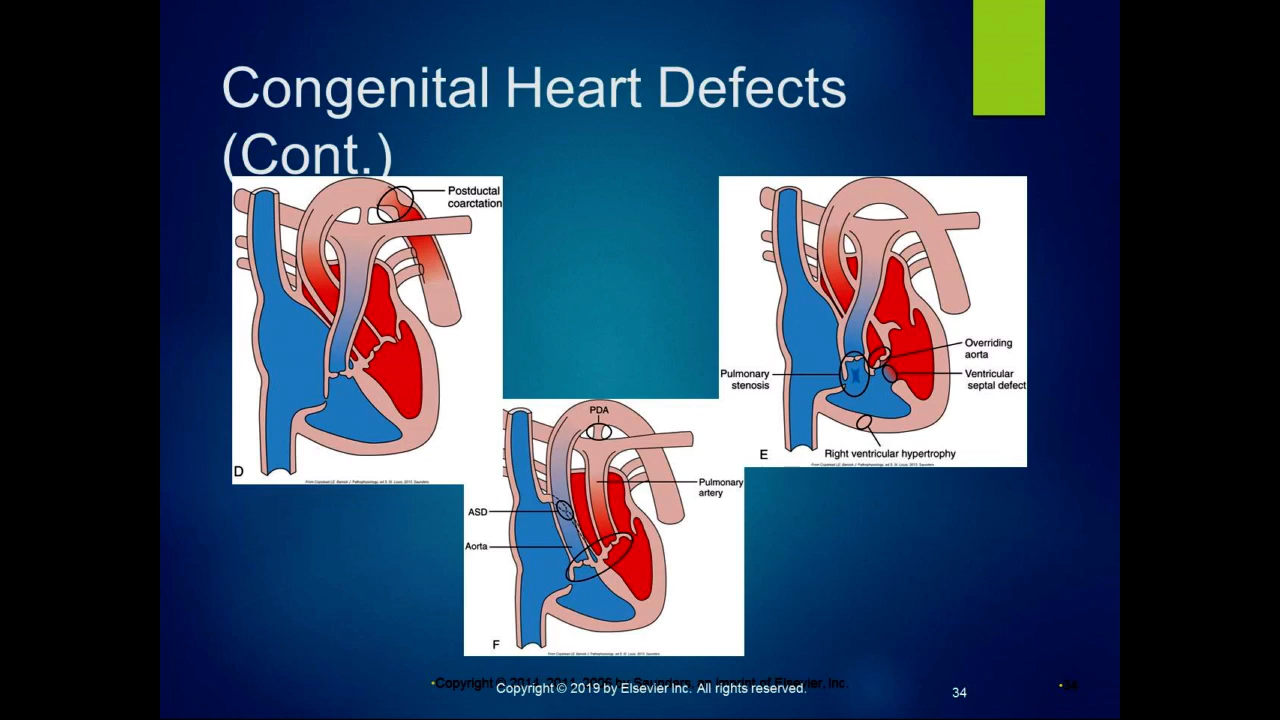 Congenital Heart Defects
(Cont.)
Postductal
coarctation
D
Pulmonary
stenosis
Overriding
aorta
Ventricular
septal defect
Right ventricular hypertrophy
E
PDA
Pulmonary
artery
ASD
Aorta
F
Copyright © 2019 by Elsevier Inc. All rights reserved.
34
34